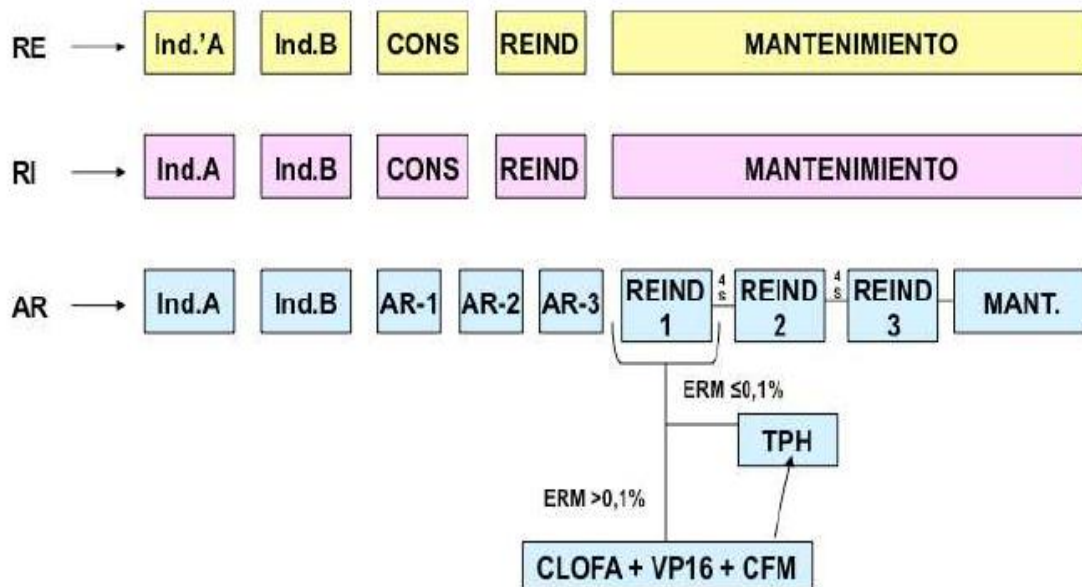 RE Ind.'A Ind.B CONS REIND MANTENIMIENTO
RI Ind.A Ind.B CONS REIND MANTENIMIENTO
AR Ind.A Ind.B AR-1 AR-2 AR-3 REIND 1 4 s REIND 2 4 s REIND 3 MANT.
ERM ≤0,1%
TPH
ERM >0,1%
CLOFA + VP16 + CFM